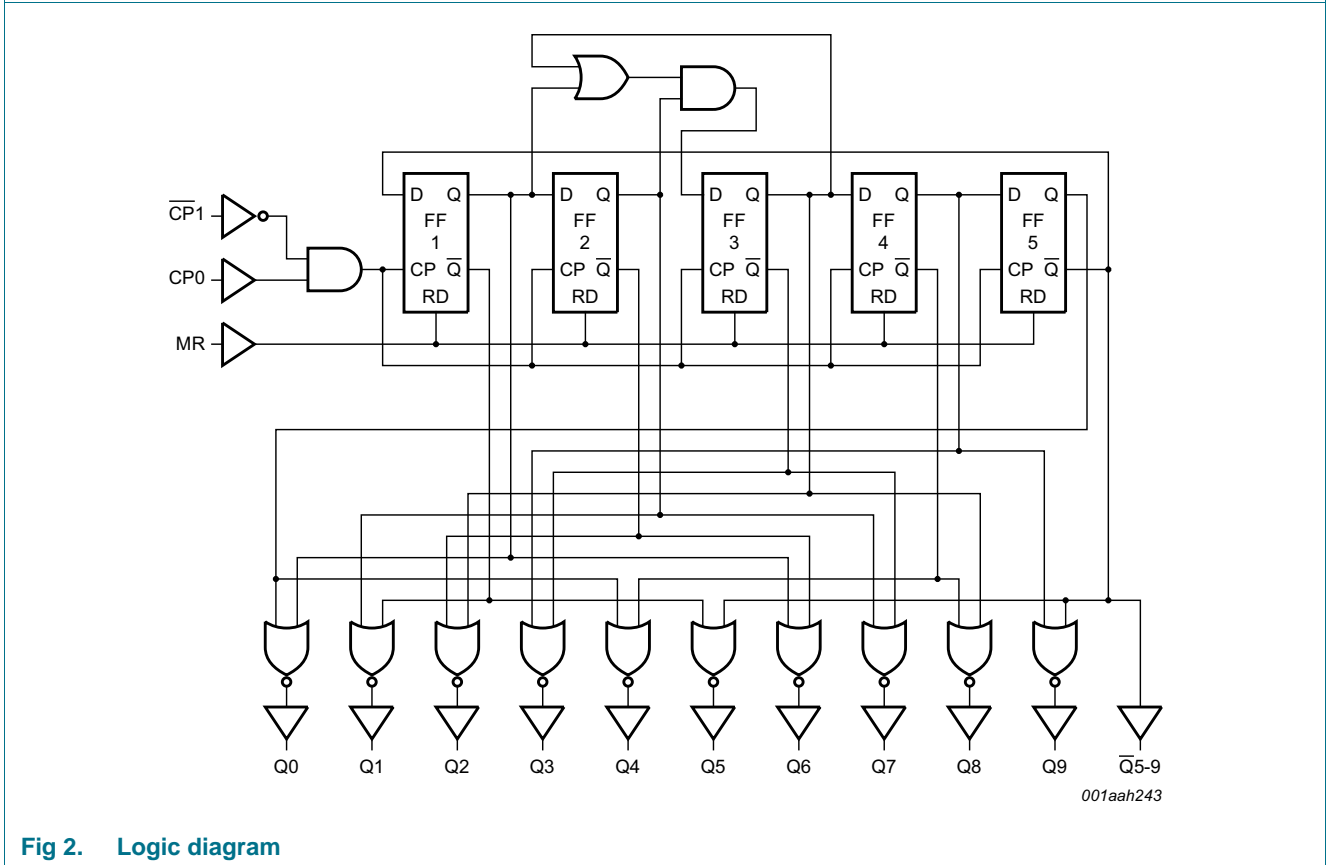 D Q D Q D Q D Q D Q
FF FF FF FF FF
1 2 3 4 5
CP Q̅ CP Q̅ CP Q̅ CP Q̅ CP Q̅
RD RD RD RD RD
C̅P̅1
CP0
MR
Q0 Q1 Q2 Q3 Q4 Q5 Q6 Q7 Q8 Q9 Q̅5-9
001aah243
Fig 2. Logic diagram